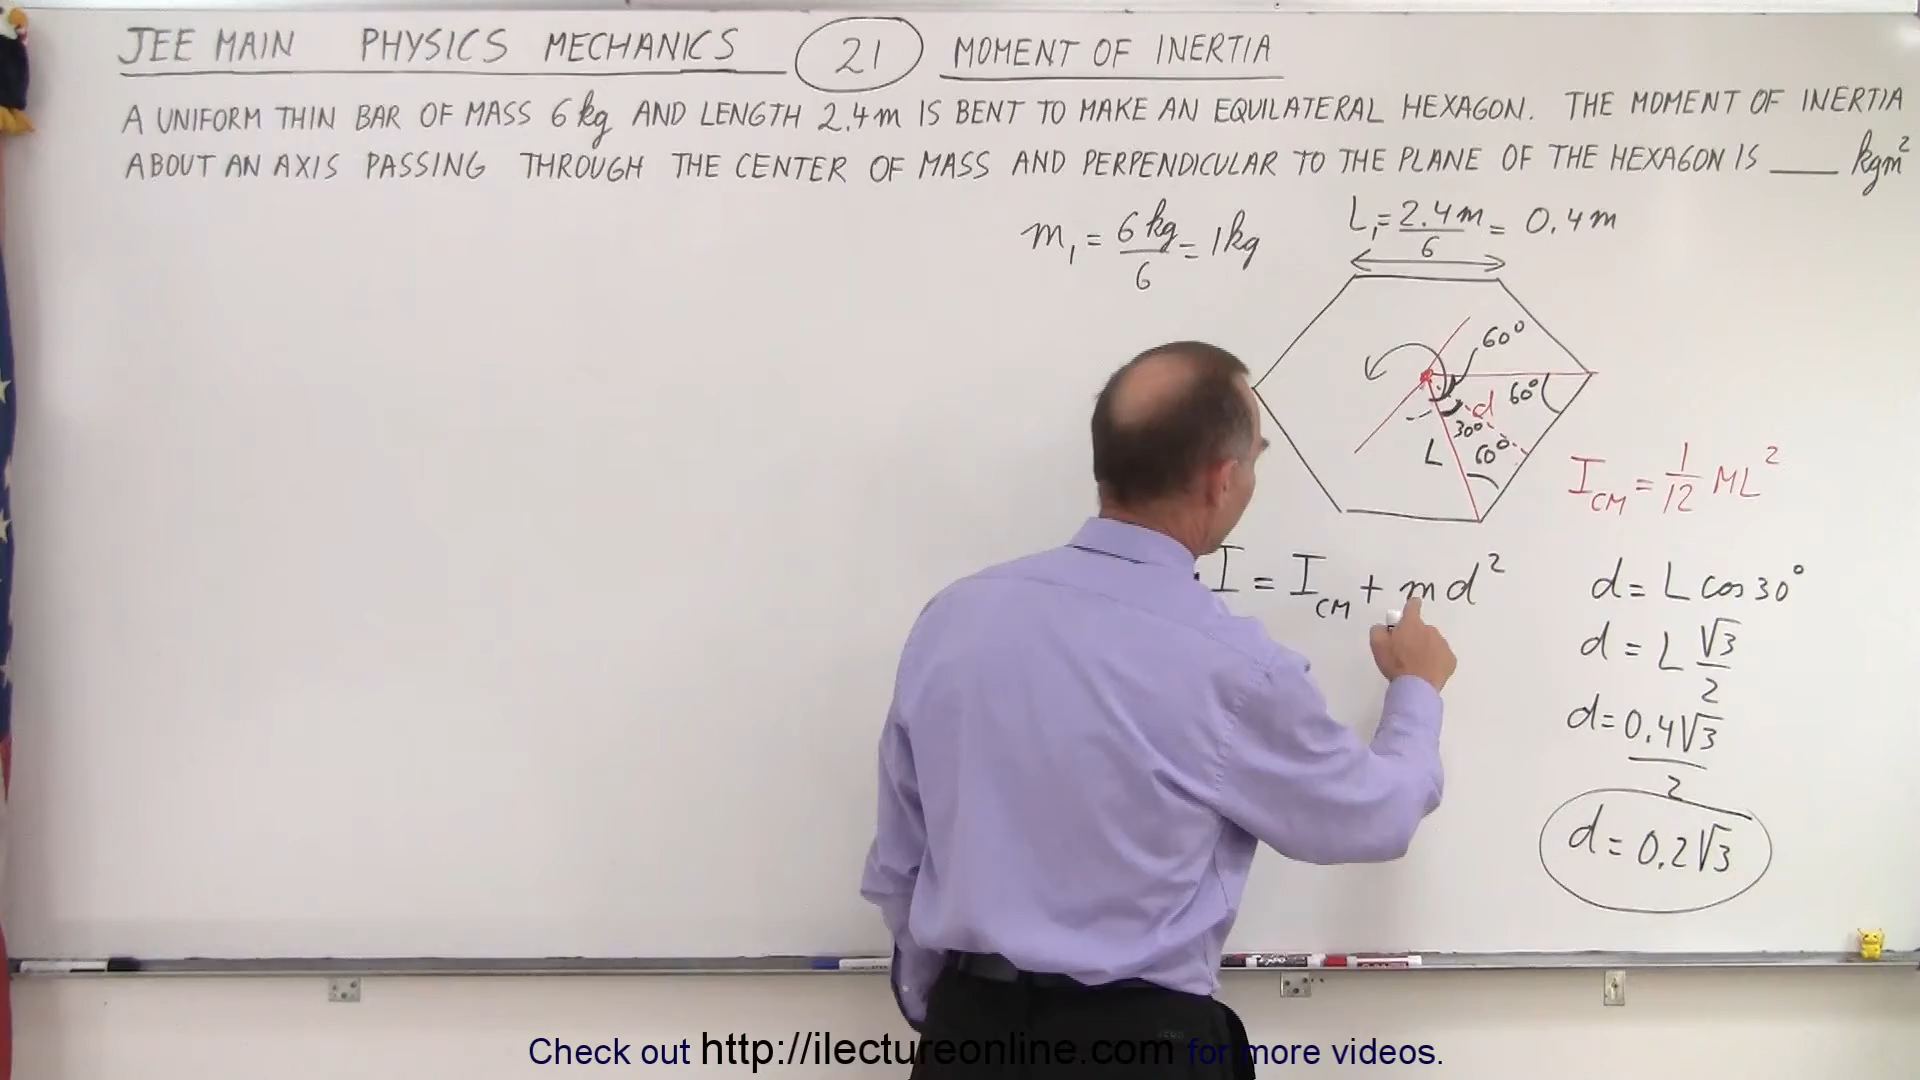 JEE MAIN PHYSICS MECHANICS 21 MOMENT OF INERTIA
A UNIFORM THIN BAR OF MASS 6 kg AND LENGTH 2.4 m IS BENT TO MAKE AN EQUILATERAL HEXAGON. THE MOMENT OF INERTIA
ABOUT AN AXIS PASSING THROUGH THE CENTER OF MASS AND PERPENDICULAR TO THE PLANE OF THE HEXAGON IS ____ kgm²
m₁ = 6 kg/6 = 1 kg
L₁ = 2.4 m/6 = 0.4 m
60°
60°
d
30°
60°
L
I_CM = 1/12 ML²
I = I_CM + md²
d = L cos 30°
d = L √3/2
d = 0.4√3/2
d = 0.2√3
Check out http://ilectureonline.com for more videos.